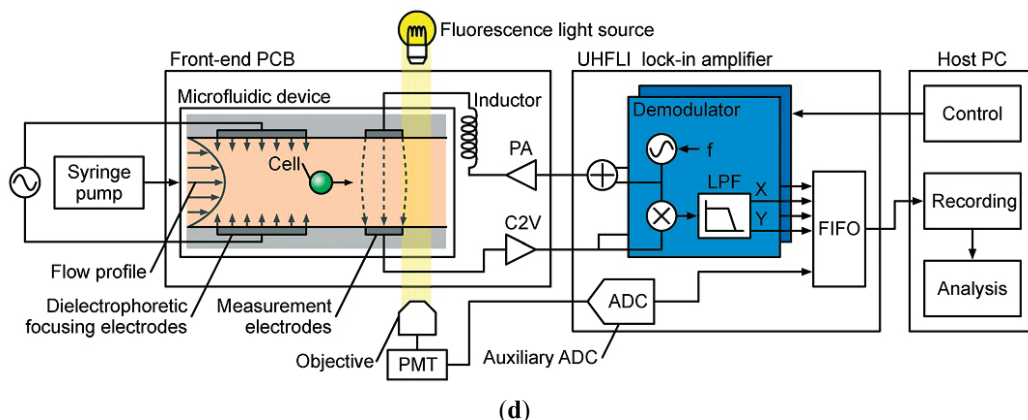 Fluorescence light source
Front-end PCB
UHFLI lock-in amplifier
Host PC
Microfluidic device
Inductor
Demodulator
Control
f
Cell
PA
LPF
X
Syringe
pump
Y
FIFO
Recording
C2V
Flow profile
Dielectrophoretic
focusing electrodes
Measurement
electrodes
ADC
Analysis
Objective
PMT
Auxiliary ADC
(d)